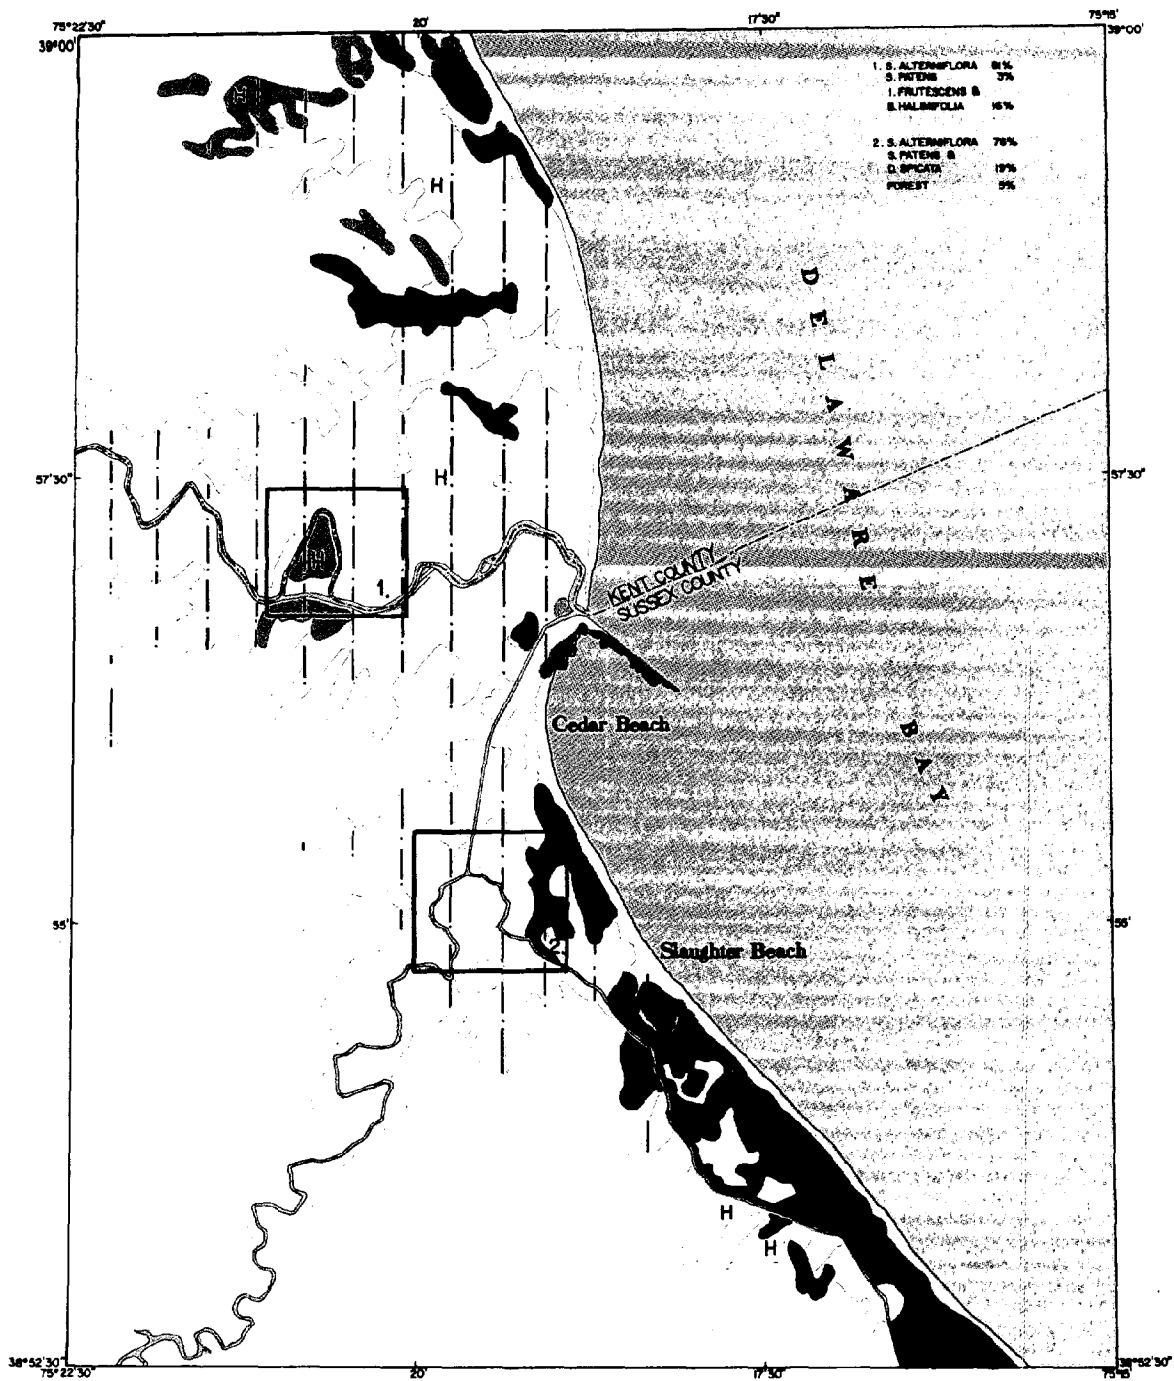 75°22'30" 20' 17'30" 75°15'
39°00' 39°00'
1. S. ALTERNIFLORA 81%
S. PATENS 3%
I. FRUTESCENS &
B. HALIMIFOLIA 16%
2. S. ALTERNIFLORA 76%
S. PATENS &
D. SPICATA 19%
FOREST 5%
H
H
DELAWARE
57'30" 57'30"
H
H
1.
KENT COUNTY
SUSSEX COUNTY
Cedar Beach
BAY
55' 55'
2.
Slaughter Beach
H
H
38°52'30" 38°52'30"
75°22'30" 20' 17'30" 75°15'